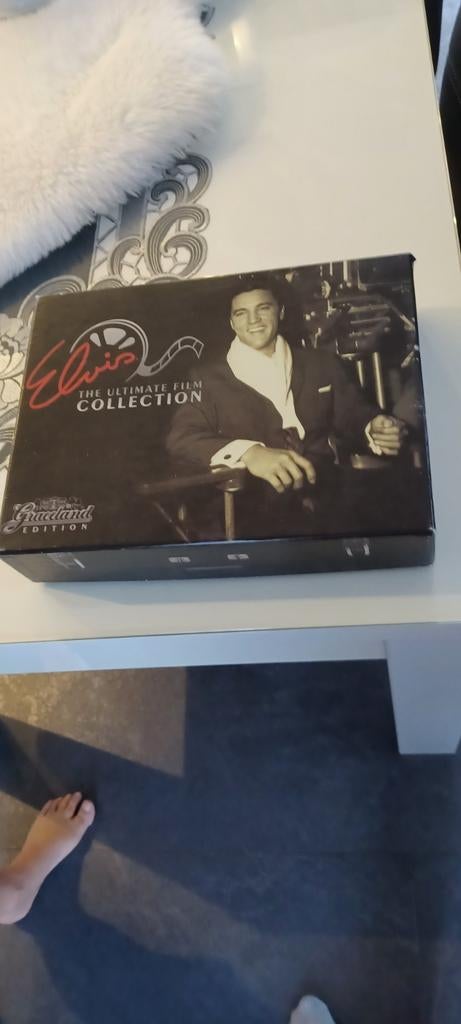 Elvis
THE ULTIMATE FILM
COLLECTION
Graceland
EDITION